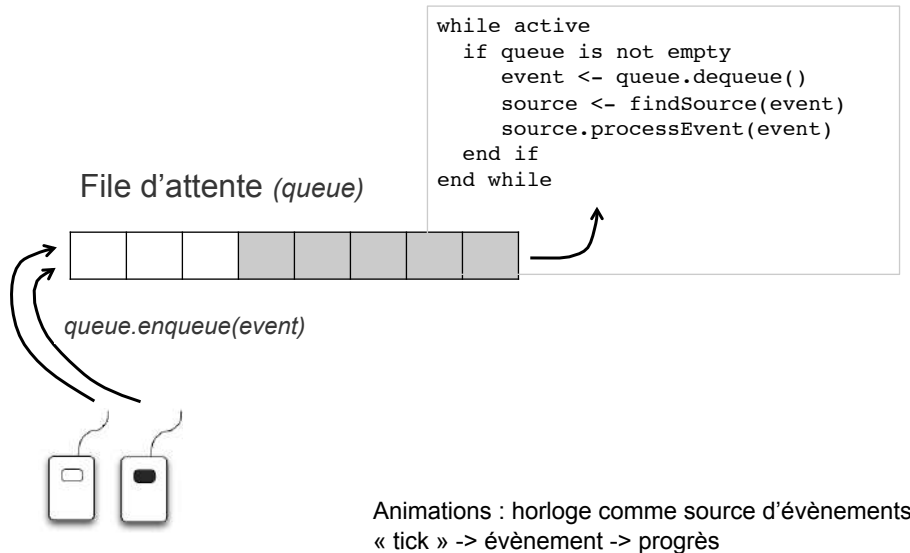 while active
if queue is not empty
event <- queue.dequeue()
source <- findSource(event)
source.processEvent(event)
end if
end while
File d'attente (queue)
queue.enqueue(event)
Animations : horloge comme source d'évènements
« tick » -> évènement -> progrès